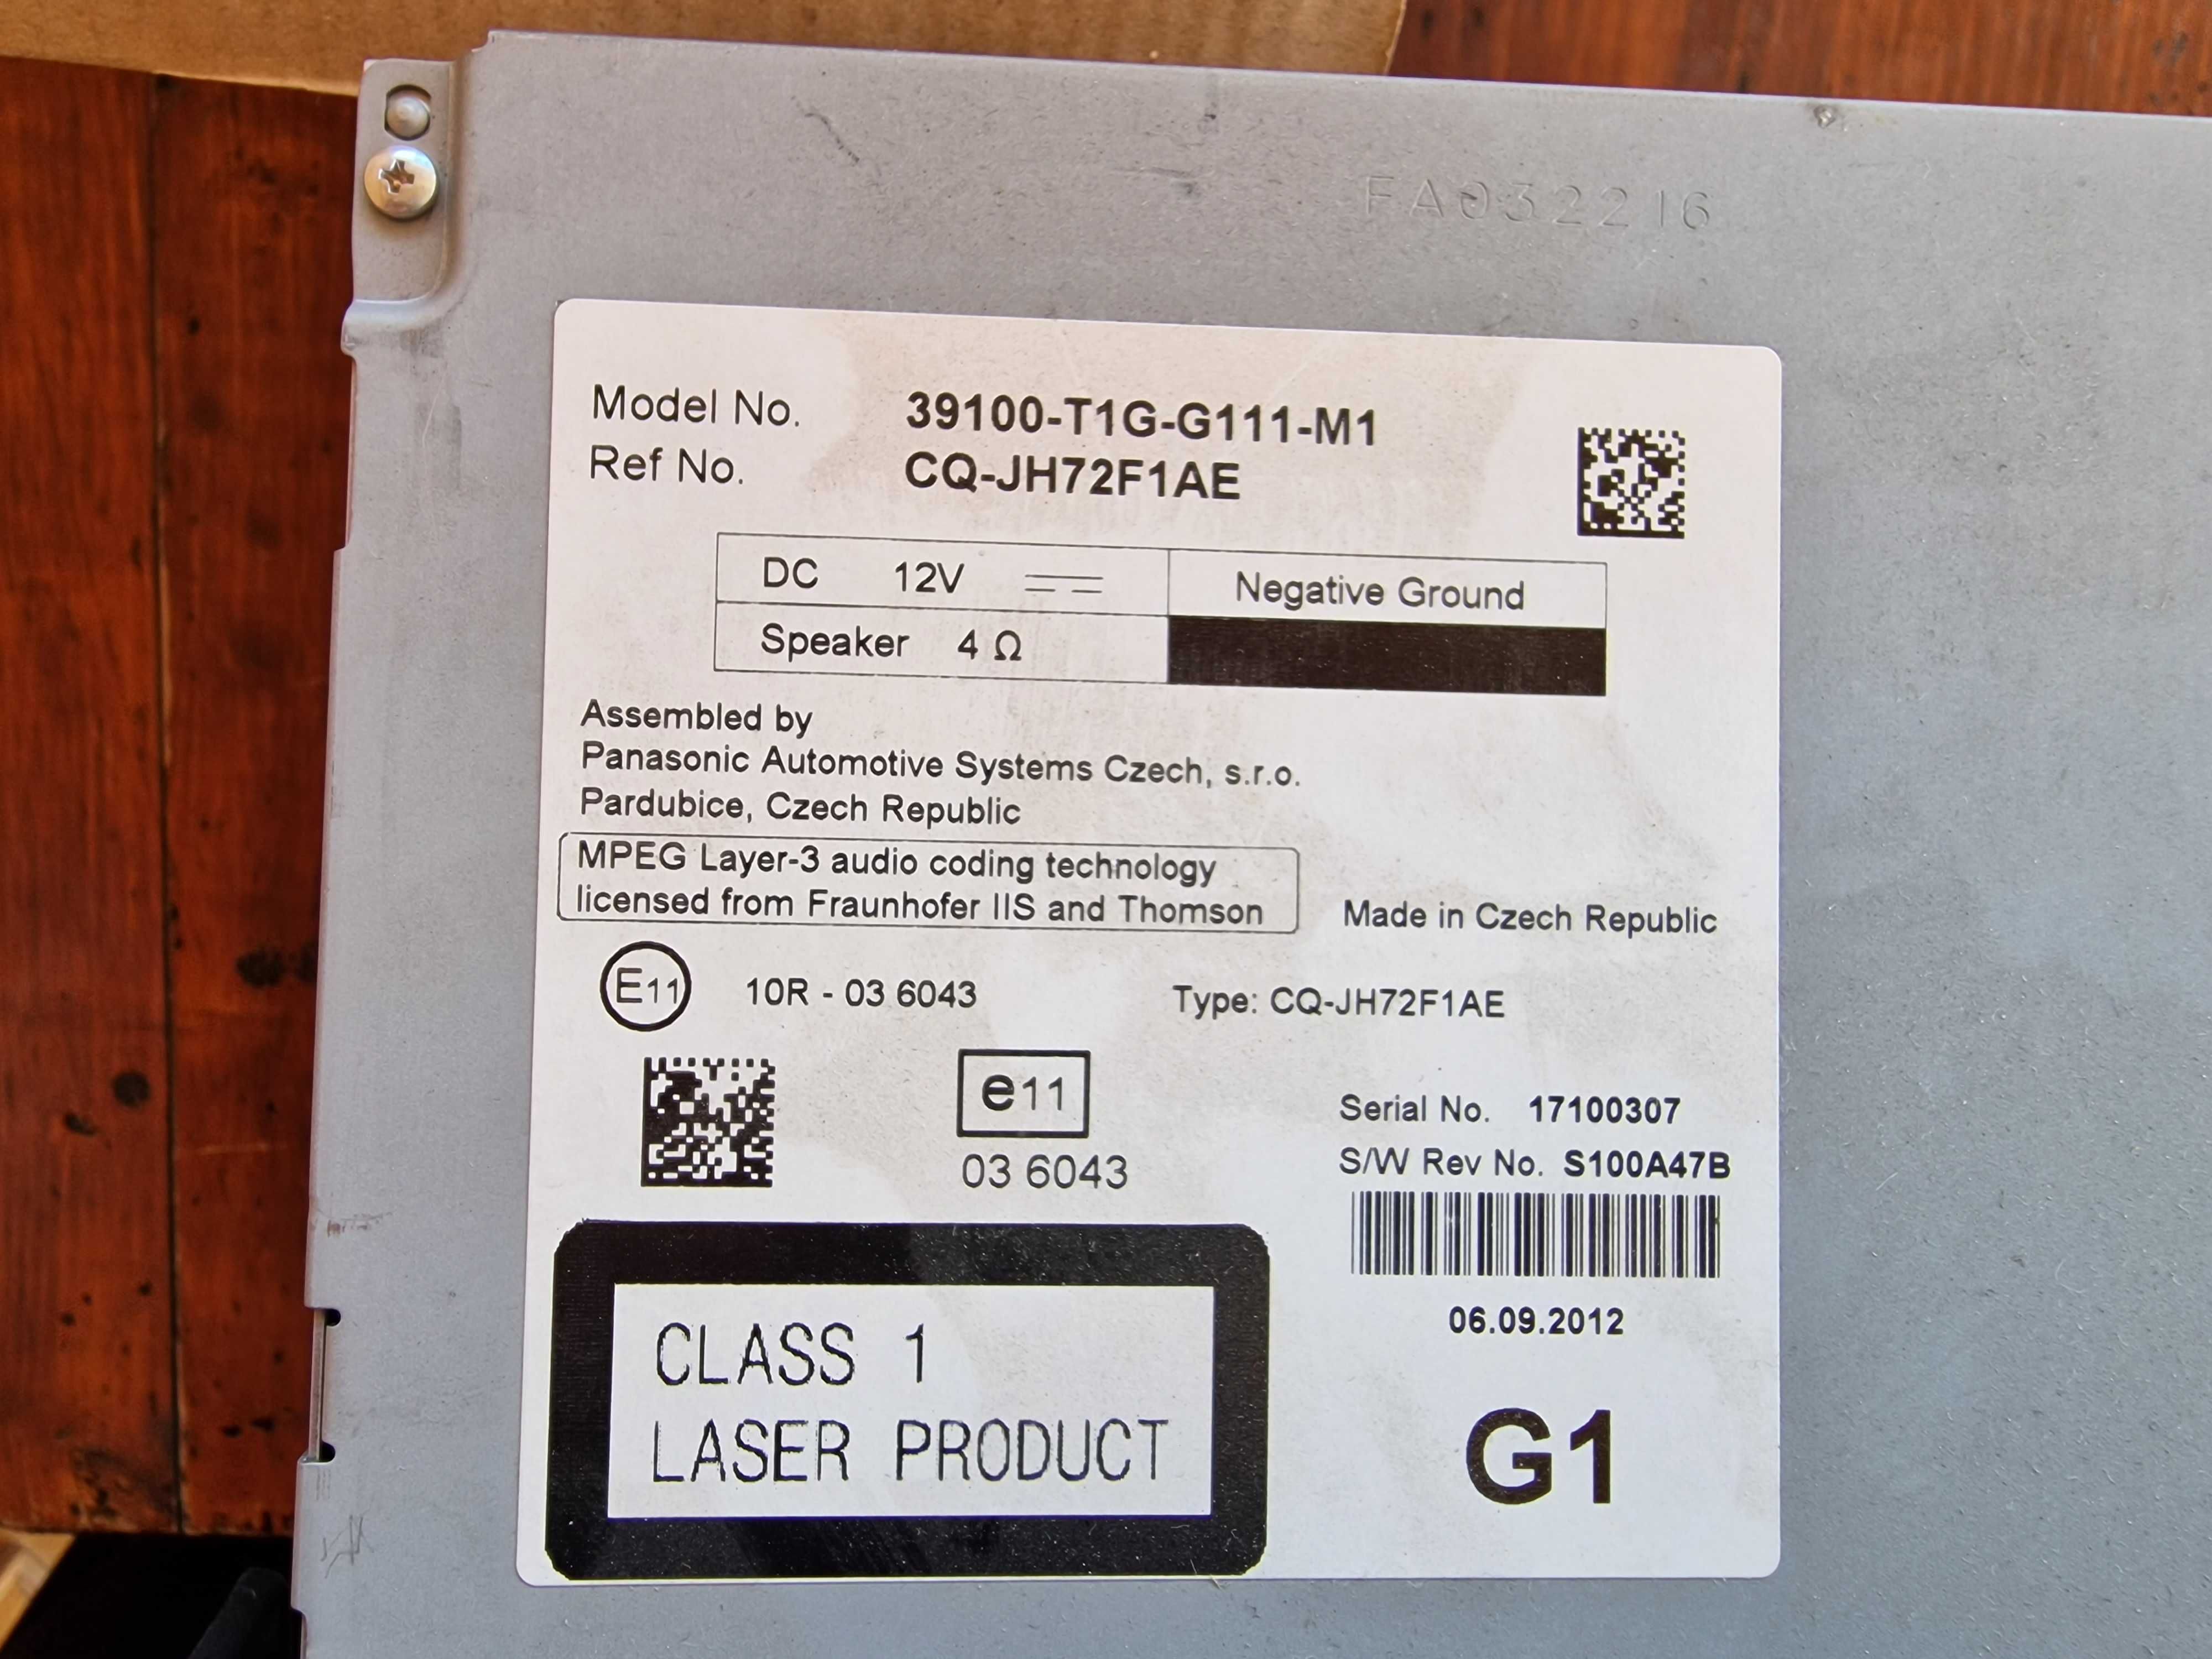 FA032216
Model No. 39100-T1G-G111-M1
Ref No. CQ-JH72F1AE
DC 12V Negative Ground
Speaker 4 Ω
Assembled by
Panasonic Automotive Systems Czech, s.r.o.
Pardubice, Czech Republic
MPEG Layer-3 audio coding technology
licensed from Fraunhofer IIS and Thomson
Made in Czech Republic
E11 10R - 03 6043 Type: CQ-JH72F1AE
e11
03 6043
Serial No. 17100307
S/W Rev No. S100A47B
06.09.2012
CLASS 1
LASER PRODUCT
G1